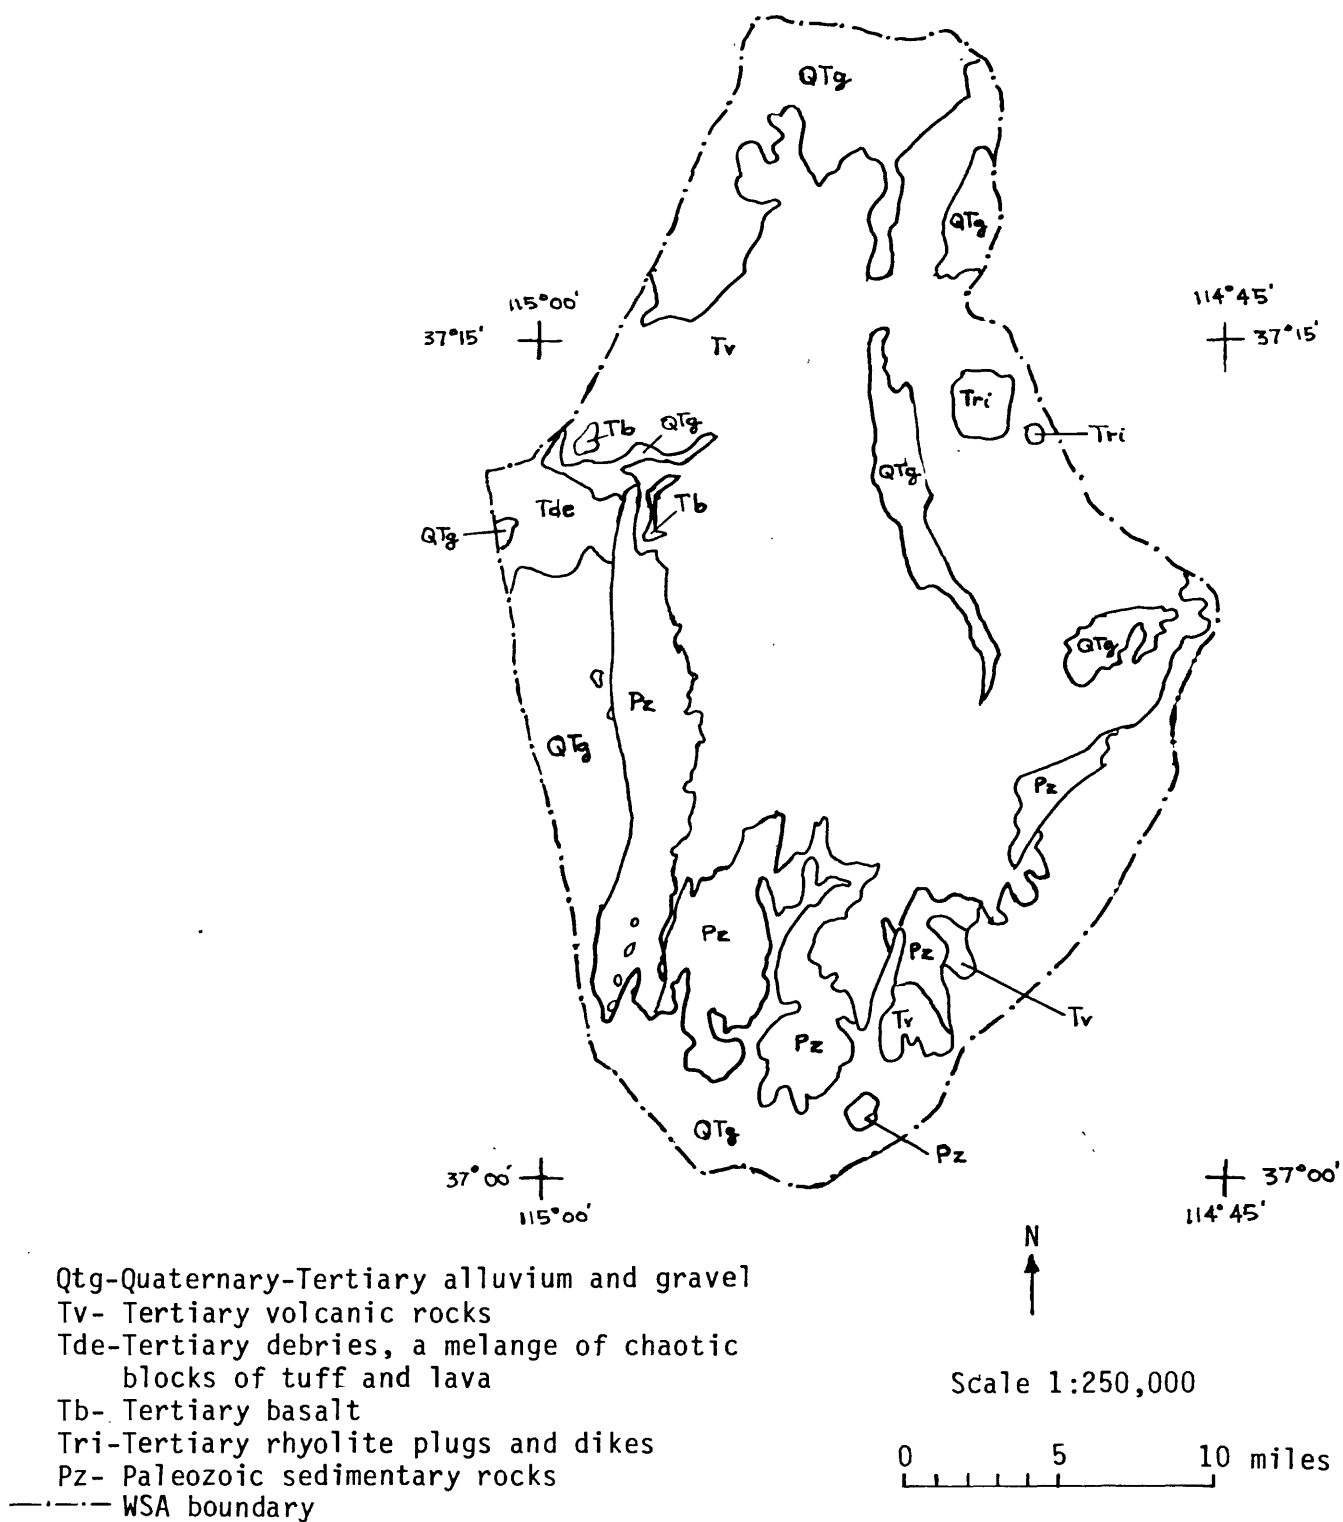 QTg
QTg
115°00'
114°45'
37°15'
37°15'
Tv
Tri
Tb
QTg
Tri
QTg
Tde
Tb
QTg
QTg
Pz
QTg
Pz
Pz
Pz
Tv
Tv
Pz
QTg
Pz
37°00'
37°00'
115°00'
114°45'
N
Qtg-Quaternary-Tertiary alluvium and gravel
Tv- Tertiary volcanic rocks
Tde-Tertiary debries, a melange of chaotic
blocks of tuff and lava
Tb- Tertiary basalt
Tri-Tertiary rhyolite plugs and dikes
Pz- Paleozoic sedimentary rocks
WSA boundary
Scale 1:250,000
0 5 10 miles